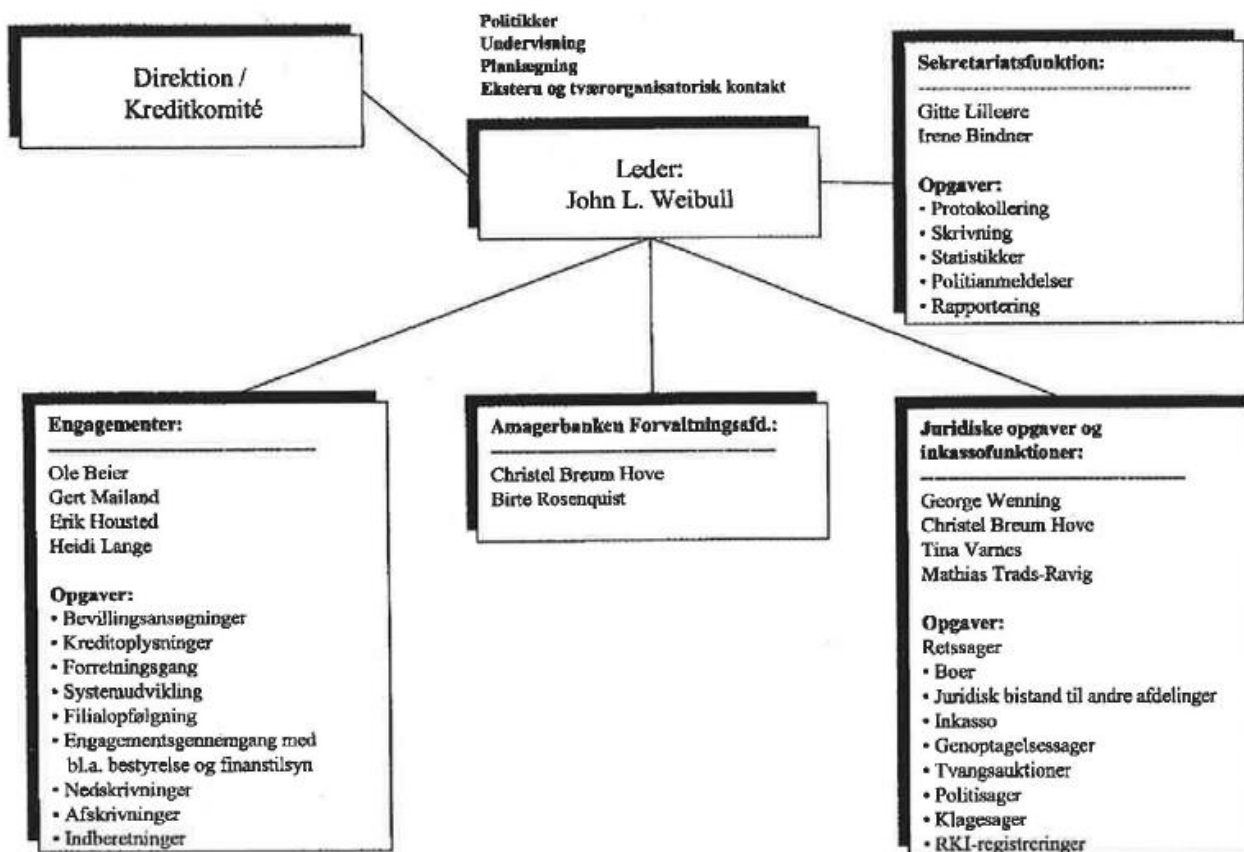 Direktion /
Kreditkomité
Politikker
Undervisning
Planlægning
Ekstern og tværorganisatorisk kontakt
Leder:
John L. Weibull
Sekretariatsfunktion:
Gitte Lilleøre
Irene Bindner
Opgaver:
• Protokollering
• Skrivning
• Statistikker
• Politianmeldelser
• Rapportering
Engagementer:
Ole Beier
Gert Mailand
Erik Housted
Heidi Lange
Opgaver:
• Bevillingsansøgninger
• Kreditoplysninger
• Forretningsgang
• Systemudvikling
• Filialopfølgning
• Engagementsgennemgang med
bl.a. bestyrelse og finanstilsyn
• Nedskrivninger
• Afskrivninger
• Indberetninger
Amagerbanken Forvaltningsafd.:
Christel Breum Hove
Birte Rosenquist
Juridiske opgaver og
inkassofunktioner:
George Wenning
Christel Breum Hove
Tina Varnes
Mathias Trads-Ravig
Opgaver:
Retssager
• Boer
• Juridisk bistand til andre afdelinger
• Inkasso
• Genoptagelsessager
• Tvangsauktioner
• Politisager
• Klagesager
• RKI-registreringer